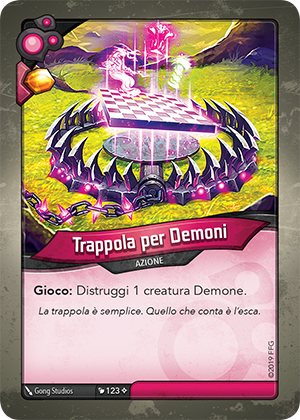 Trappola per Demoni
AZIONE
Gioco: Distruggi 1 creatura Demone.
La trappola è semplice. Quello che conta è l'esca.
©2019 FFG
Gong Studios
123